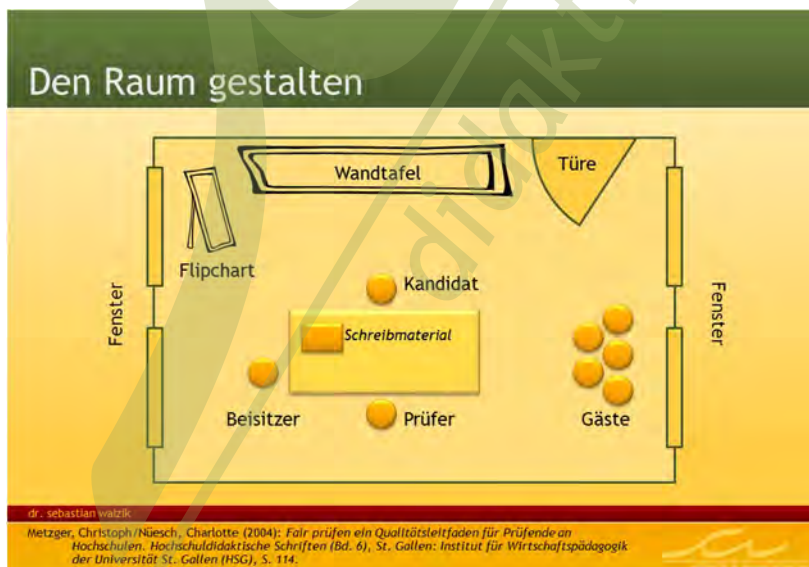 Den Raum gestalten
Wandtafel
Türe
Flipchart
Kandidat
Fenster
Fenster
Schreibmaterial
Beisitzer
Prüfer
Gäste
dr. sebastian walzik
Metzger, Christoph/Nüesch, Charlotte (2004): Fair prüfen ein Qualitätsleitfaden für Prüfende an
Hochschulen. Hochschuldidaktische Schriften (Bd. 6), St. Gallen: Institut für Wirtschaftspädagogik
der Universität St. Gallen (HSG), S. 114.